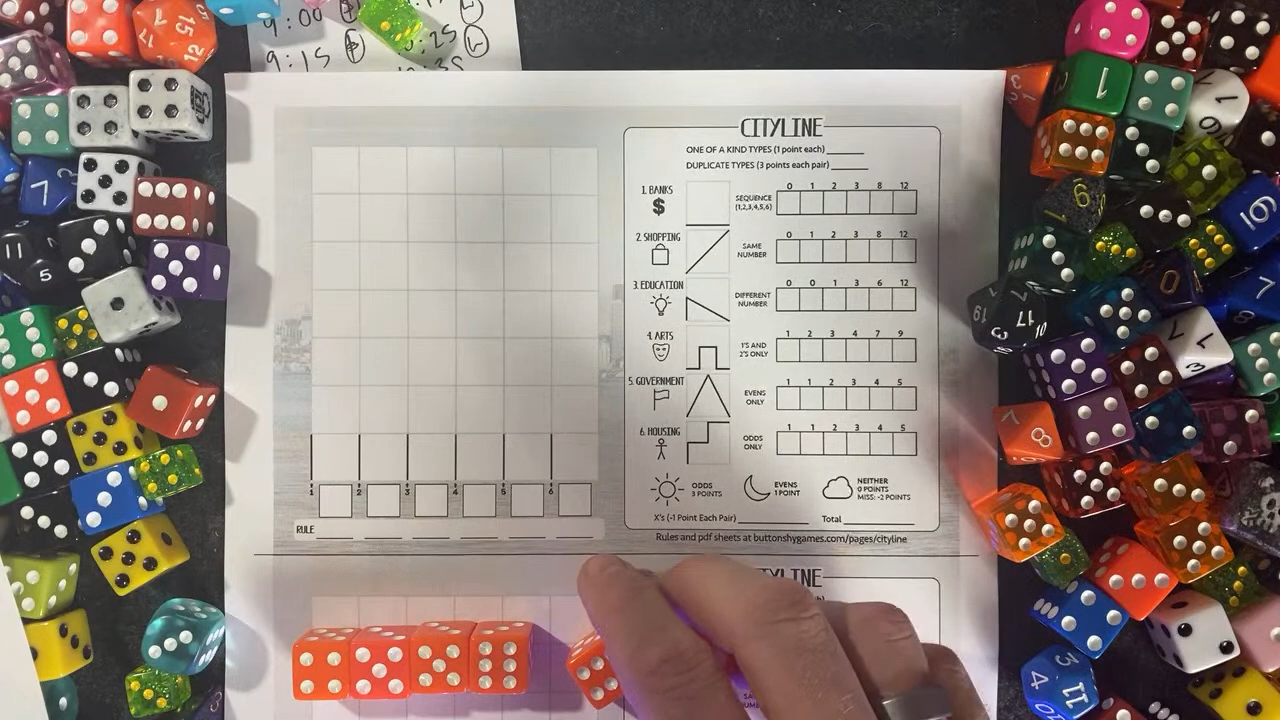 9:00
9:15
CITYLINE
ONE OF A KIND TYPES (1 point each) ______
DUPLICATE TYPES (3 points each pair) ______
1. BANKS
$
SEQUENCE (1,2,3,4,5,6)
0 1 2 3 8 12
2. SHOPPING
SAME NUMBER
0 1 2 3 8 12
3. EDUCATION
DIFFERENT NUMBER
0 0 1 3 6 12
4. ARTS
1'S AND 2'S ONLY
1 2 3 4 7 9
5. GOVERNMENT
EVENS ONLY
1 1 2 3 4 5
6. HOUSING
ODDS ONLY
1 1 2 3 4 5
ODDS
3 POINTS
EVENS
1 POINT
NEITHER
0 POINTS
MISS: -2 POINTS
X's (-1 Point Each Pair) ______ Total ______
Rules and pdf sheets at buttonshygames.com/pages/cityline
1 2 3 4 5 6
RULE
CITYLINE